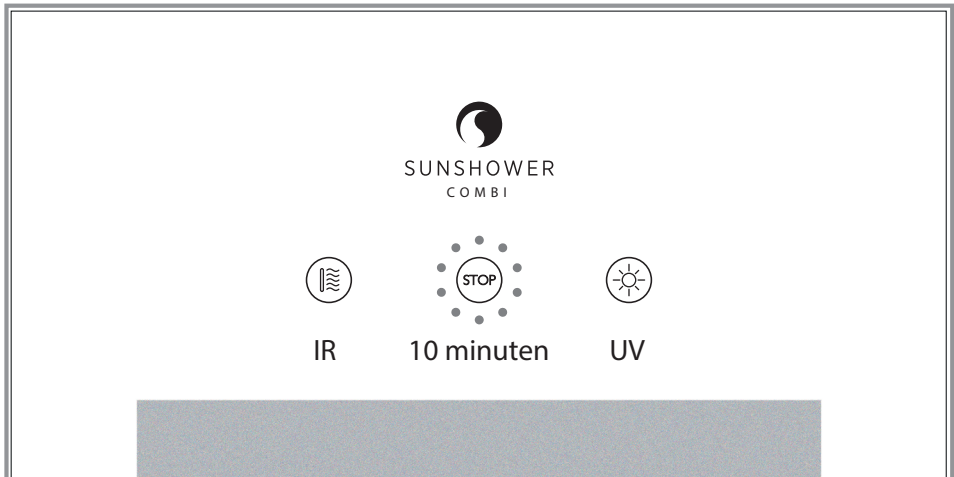 SUNSHOWER
COMBI
STOP
IR
10 minuten
UV